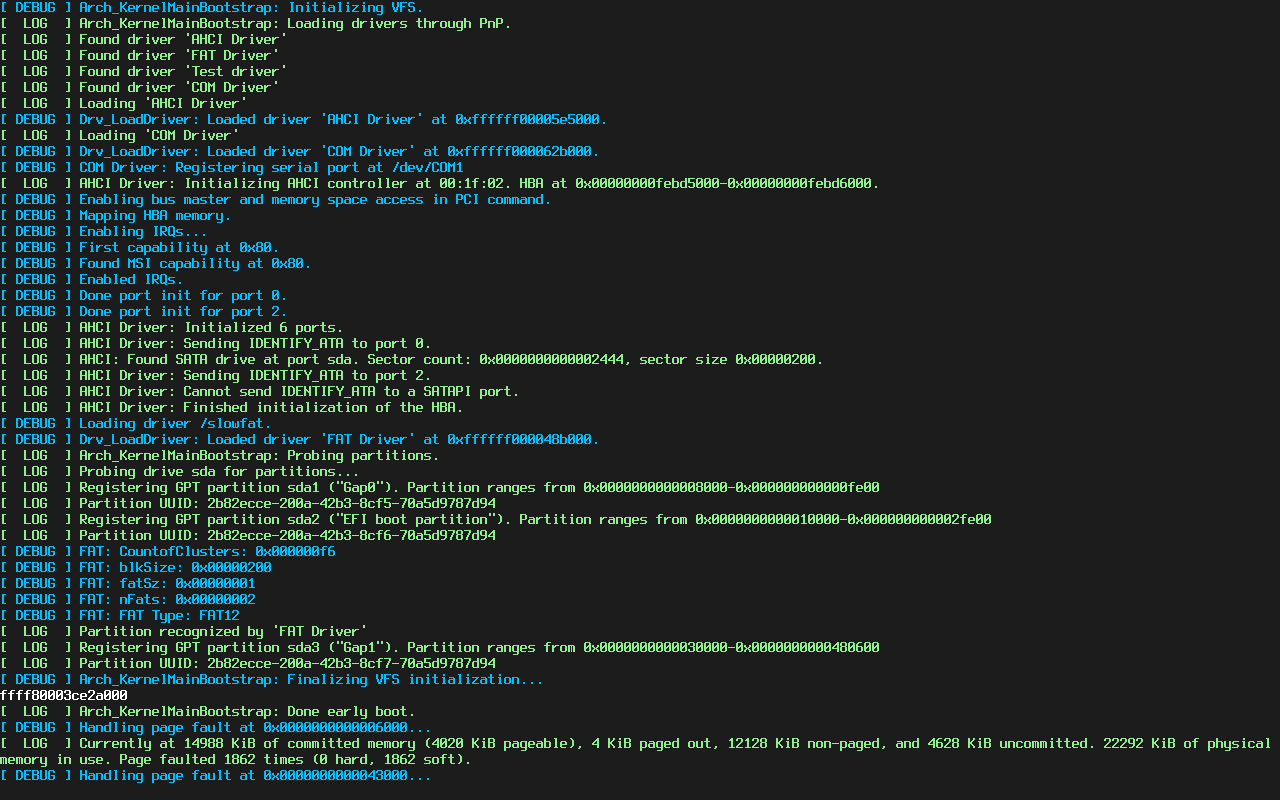 [ DEBUG ] Arch_KernelMainBootstrap: Initializing VFS.
[  LOG  ] Arch_KernelMainBootstrap: Loading drivers through PnP.
[  LOG  ] Found driver 'AHCI Driver'
[  LOG  ] Found driver 'FAT Driver'
[  LOG  ] Found driver 'Test driver'
[  LOG  ] Found driver 'COM Driver'
[  LOG  ] Loading 'AHCI Driver'
[ DEBUG ] Drv_LoadDriver: Loaded driver 'AHCI Driver' at 0xffffff00005e5000.
[  LOG  ] Loading 'COM Driver'
[ DEBUG ] Drv_LoadDriver: Loaded driver 'COM Driver' at 0xffffff000062b000.
[ DEBUG ] COM Driver: Registering serial port at /dev/COM1
[  LOG  ] AHCI Driver: Initializing AHCI controller at 00:1f:02. HBA at 0x00000000febd5000-0x00000000febd6000.
[ DEBUG ] Enabling bus master and memory space access in PCI command.
[ DEBUG ] Mapping HBA memory.
[ DEBUG ] Enabling IRQs...
[ DEBUG ] First capability at 0x80.
[ DEBUG ] Found MSI capability at 0x80.
[ DEBUG ] Enabled IRQs.
[ DEBUG ] Done port init for port 0.
[ DEBUG ] Done port init for port 2.
[  LOG  ] AHCI Driver: Initialized 6 ports.
[  LOG  ] AHCI Driver: Sending IDENTIFY_ATA to port 0.
[  LOG  ] AHCI: Found SATA drive at port sda. Sector count: 0x0000000000002444, sector size 0x00000200.
[  LOG  ] AHCI Driver: Sending IDENTIFY_ATA to port 2.
[  LOG  ] AHCI Driver: Cannot send IDENTIFY_ATA to a SATAPI port.
[  LOG  ] AHCI Driver: Finished initialization of the HBA.
[ DEBUG ] Loading driver /slowfat.
[ DEBUG ] Drv_LoadDriver: Loaded driver 'FAT Driver' at 0xffffff000048b000.
[  LOG  ] Arch_KernelMainBootstrap: Probing partitions.
[  LOG  ] Probing drive sda for partitions...
[  LOG  ] Registering GPT partition sda1 ("Gap0"). Partition ranges from 0x0000000000008000-0x000000000000fe00
[  LOG  ] Partition UUID: 2b82ecce-200a-42b3-8cf5-70a5d9787d94
[  LOG  ] Registering GPT partition sda2 ("EFI boot partition"). Partition ranges from 0x0000000000010000-0x000000000002fe00
[  LOG  ] Partition UUID: 2b82ecce-200a-42b3-8cf6-70a5d9787d94
[ DEBUG ] FAT: CountofClusters: 0x000000f6
[ DEBUG ] FAT: blkSize: 0x00000200
[ DEBUG ] FAT: fatSz: 0x00000001
[ DEBUG ] FAT: nFats: 0x00000002
[ DEBUG ] FAT: FAT Type: FAT12
[  LOG  ] Partition recognized by 'FAT Driver'
[  LOG  ] Registering GPT partition sda3 ("Gap1"). Partition ranges from 0x0000000000030000-0x0000000000480600
[  LOG  ] Partition UUID: 2b82ecce-200a-42b3-8cf7-70a5d9787d94
[ DEBUG ] Arch_KernelMainBootstrap: Finalizing VFS initialization...
ffff80003ce2a000
[  LOG  ] Arch_KernelMainBootstrap: Done early boot.
[ DEBUG ] Handling page fault at 0x0000000000006000...
[  LOG  ] Currently at 14988 KiB of committed memory (4020 KiB pageable), 4 KiB paged out, 12128 KiB non-paged, and 4628 KiB uncommitted. 22292 KiB of physical
memory in use. Page faulted 1862 times (0 hard, 1862 soft).
[ DEBUG ] Handling page fault at 0x0000000000043000...